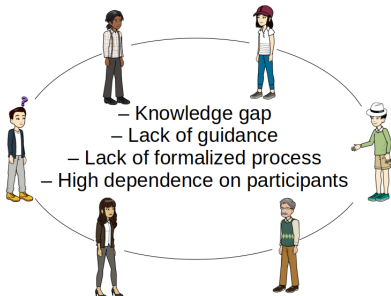 – Knowledge gap
– Lack of guidance
– Lack of formalized process
– High dependence on participants
?